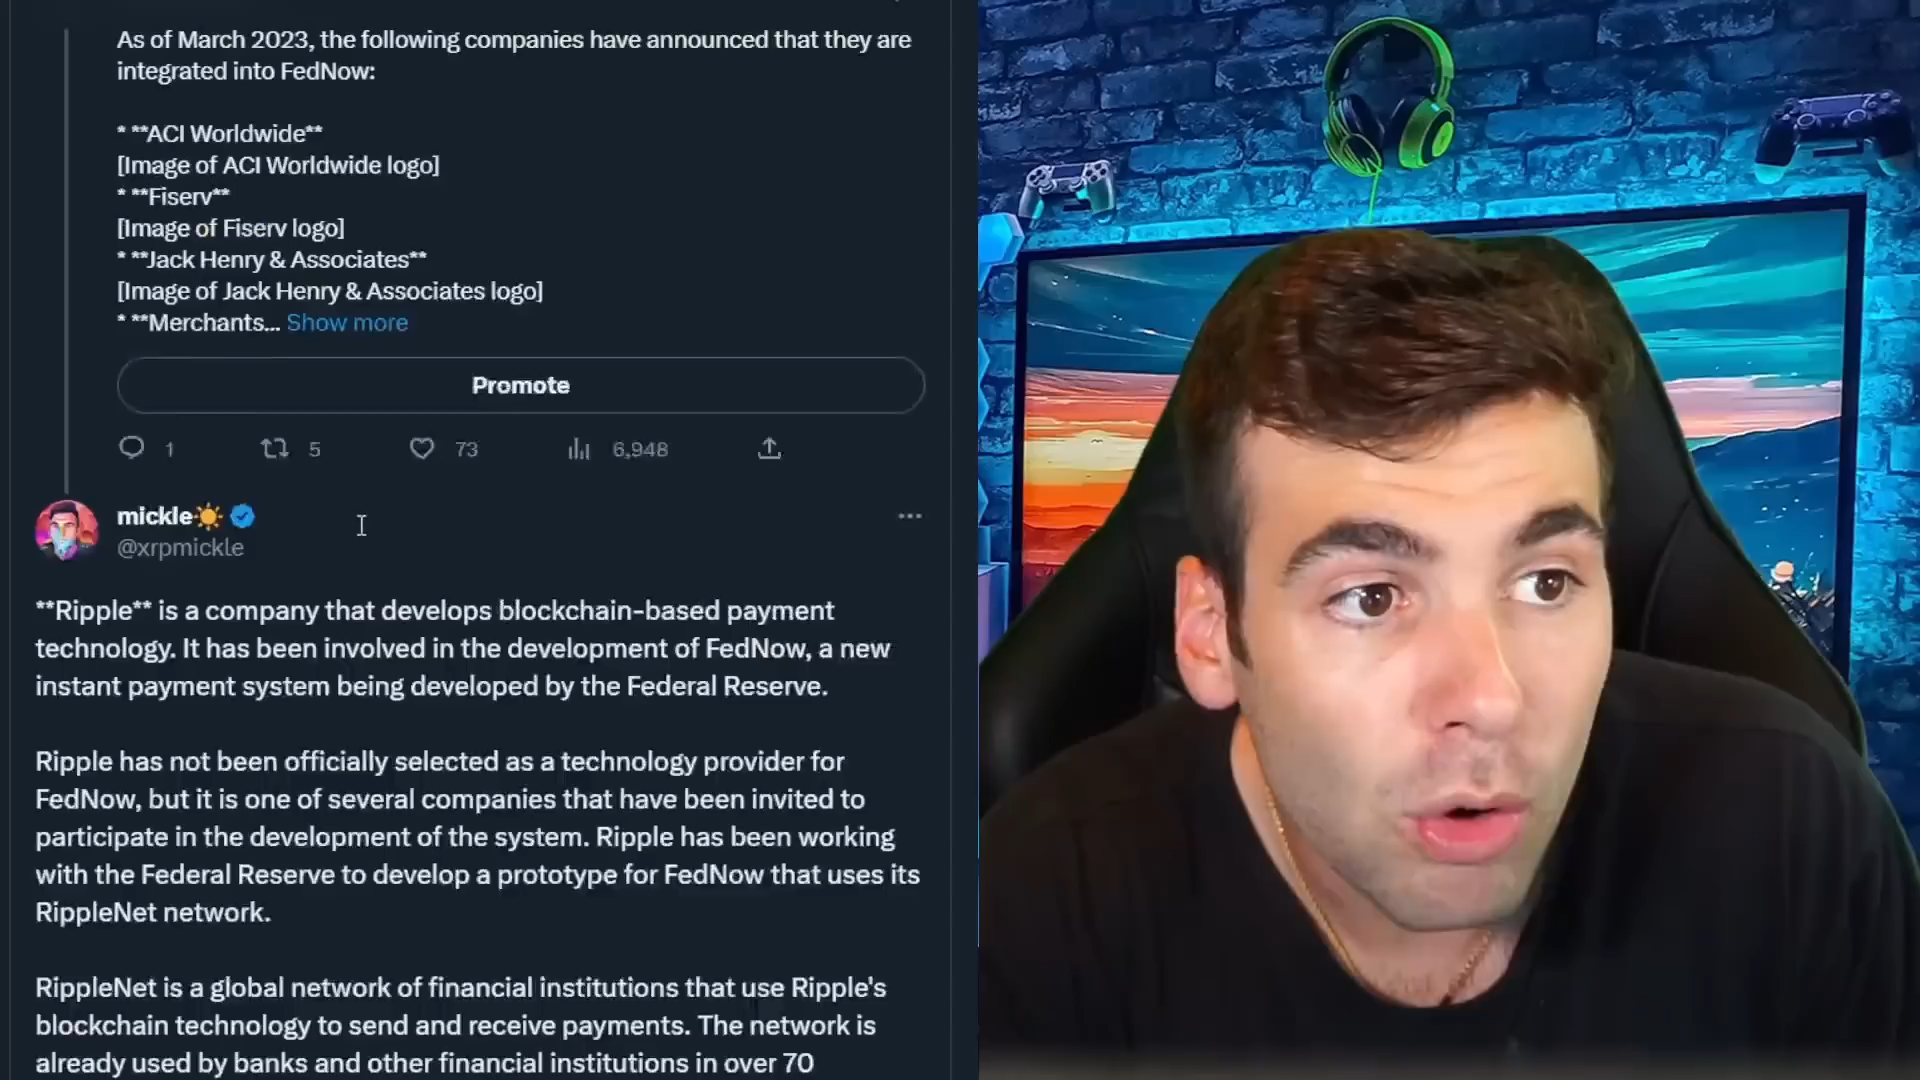 As of March 2023, the following companies have announced that they are
integrated into FedNow:
* **ACI Worldwide**
[Image of ACI Worldwide logo]
* **Fiserv**
[Image of Fiserv logo]
* **Jack Henry & Associates**
[Image of Jack Henry & Associates logo]
* **Merchants... Show more
Promote
1 5 73 6,948
mickle
@xrpmickle
**Ripple** is a company that develops blockchain-based payment
technology. It has been involved in the development of FedNow, a new
instant payment system being developed by the Federal Reserve.
Ripple has not been officially selected as a technology provider for
FedNow, but it is one of several companies that have been invited to
participate in the development of the system. Ripple has been working
with the Federal Reserve to develop a prototype for FedNow that uses its
RippleNet network.
RippleNet is a global network of financial institutions that use Ripple's
blockchain technology to send and receive payments. The network is
already used by banks and other financial institutions in over 70